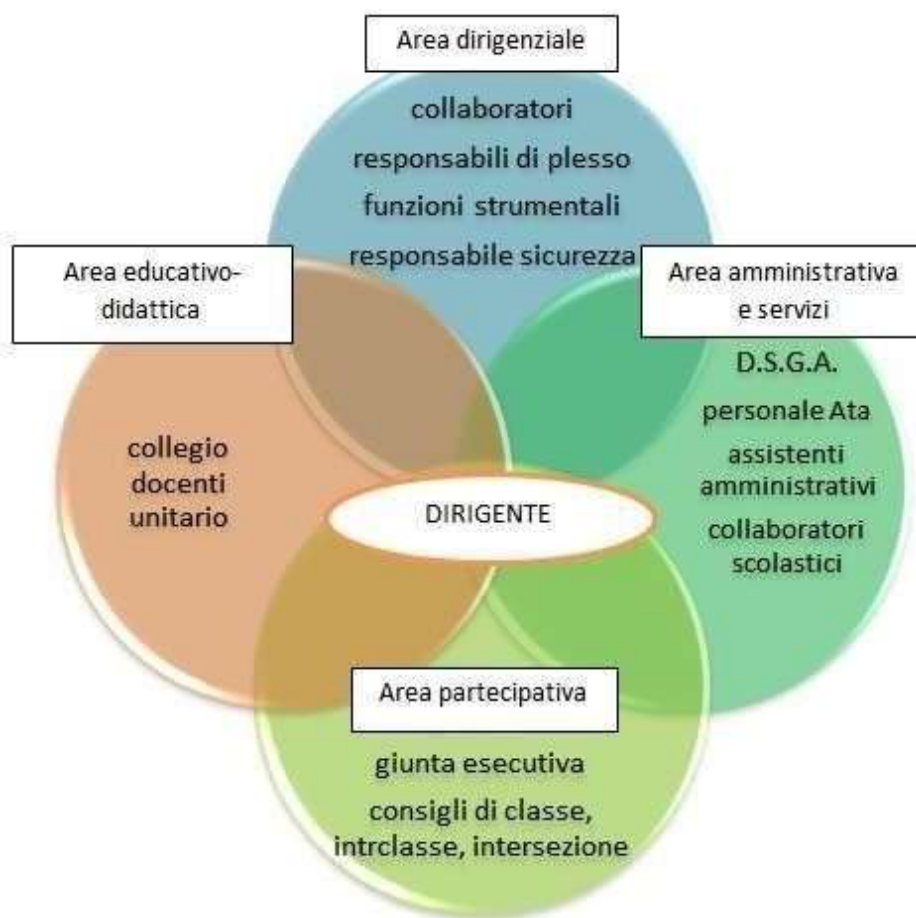 Area dirigenziale
collaboratori
responsabili di plesso
funzioni strumentali
responsabile sicurezza
Area educativo-
didattica
collegio
docenti
unitario
Area amministrativa
e servizi
D.S.G.A.
personale Ata
assistenti
amministrativi
collaboratori
scolastici
DIRIGENTE
Area partecipativa
giunta esecutiva
consigli di classe,
intrclasse, intersezione